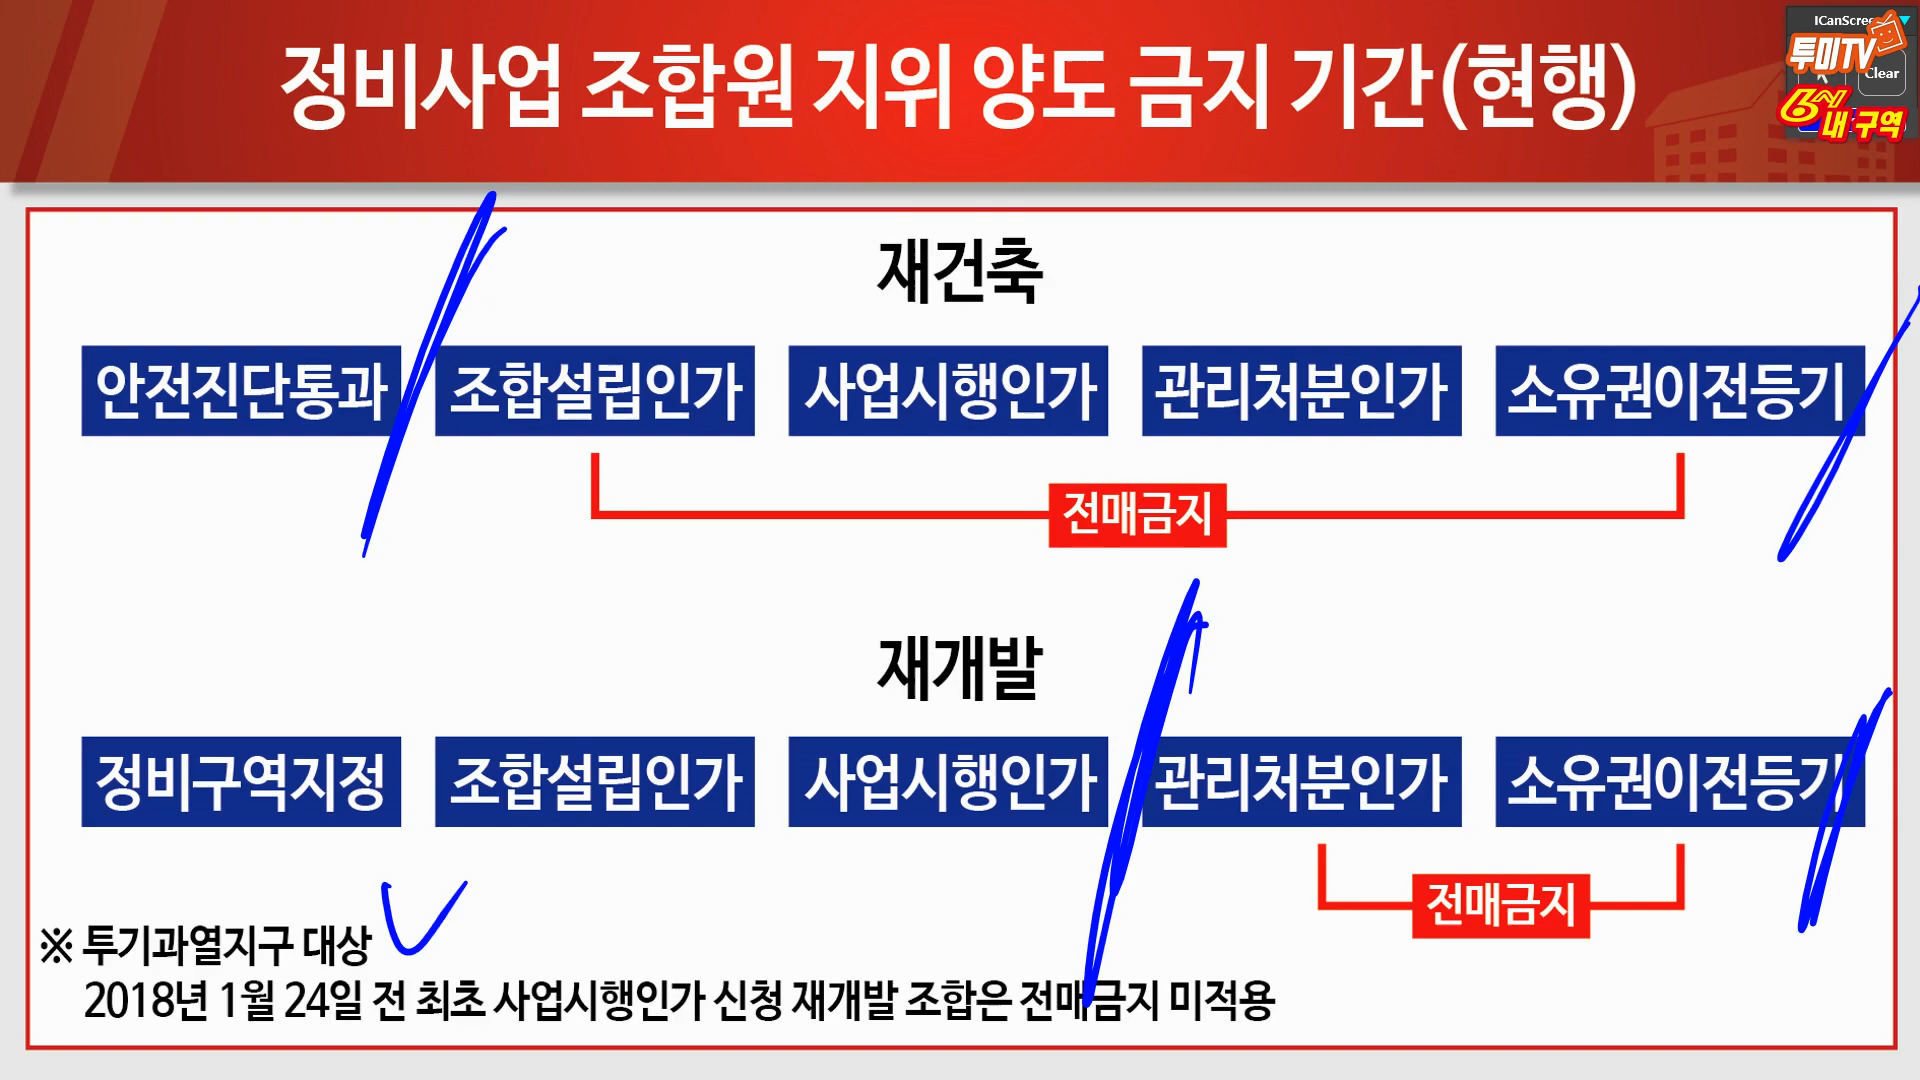 정비사업 조합원 지위 양도 금지 기간(현행)
ICanScre
투미TV
Clear
내 구역
재건축
안전진단통과 조합설립인가 사업시행인가 관리처분인가 소유권이전등기
전매금지
재개발
정비구역지정 조합설립인가 사업시행인가 관리처분인가 소유권이전등기
전매금지
※ 투기과열지구 대상
2018년 1월 24일 전 최초 사업시행인가 신청 재개발 조합은 전매금지 미적용